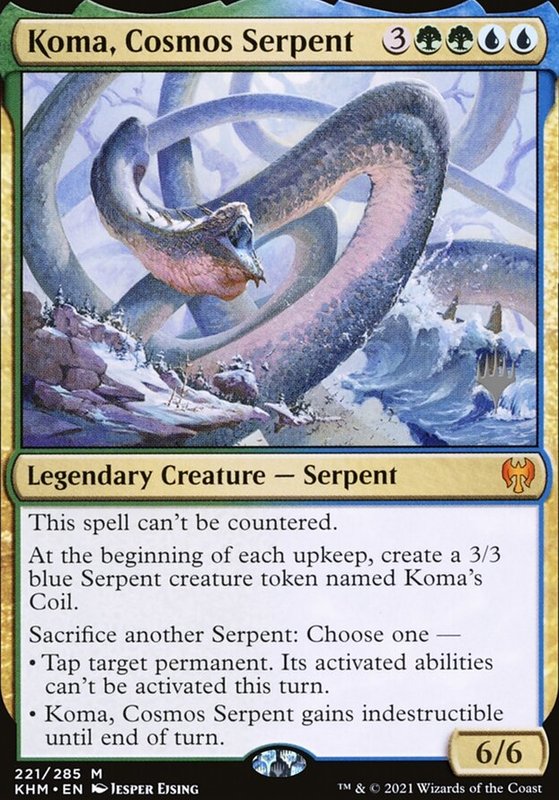 Koma, Cosmos Serpent 3
Legendary Creature — Serpent
This spell can't be countered.
At the beginning of each upkeep, create a 3/3
blue Serpent creature token named Koma's
Coil.
Sacrifice another Serpent: Choose one —
• Tap target permanent. Its activated abilities
can't be activated this turn.
• Koma, Cosmos Serpent gains indestructible
until end of turn.
6/6
221/285 M
KHM • EN Jesper Ejsing
™ & © 2021 Wizards of the Coast